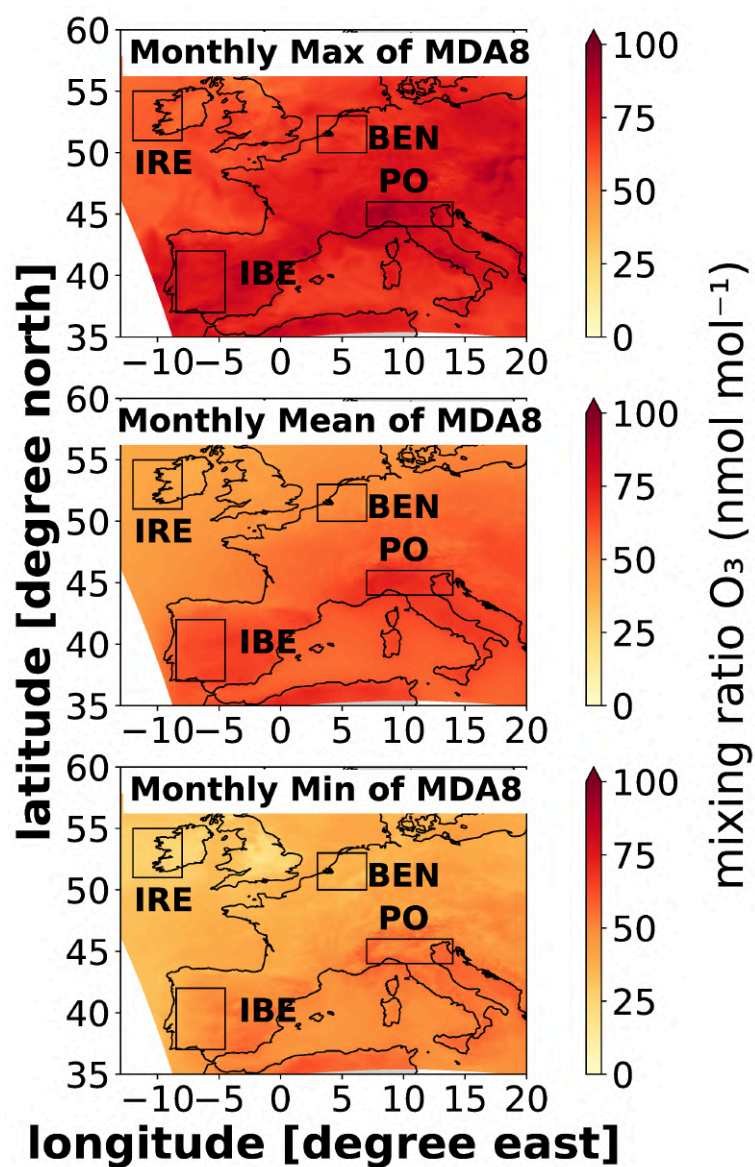 latitude [degree north]
60
Monthly Max of MDA8
55
50
45
40
35
IRE
BEN
PO
IBE
−10 −5 0 5 10 15 20
100
75
50
25
0
60
Monthly Mean of MDA8
55
50
45
40
35
IRE
BEN
PO
IBE
−10 −5 0 5 10 15 20
100
75
50
25
0
60
Monthly Min of MDA8
55
50
45
40
35
IRE
BEN
PO
IBE
−10 −5 0 5 10 15 20
100
75
50
25
0
longitude [degree east]
mixing ratio O₃ (nmol mol⁻¹)